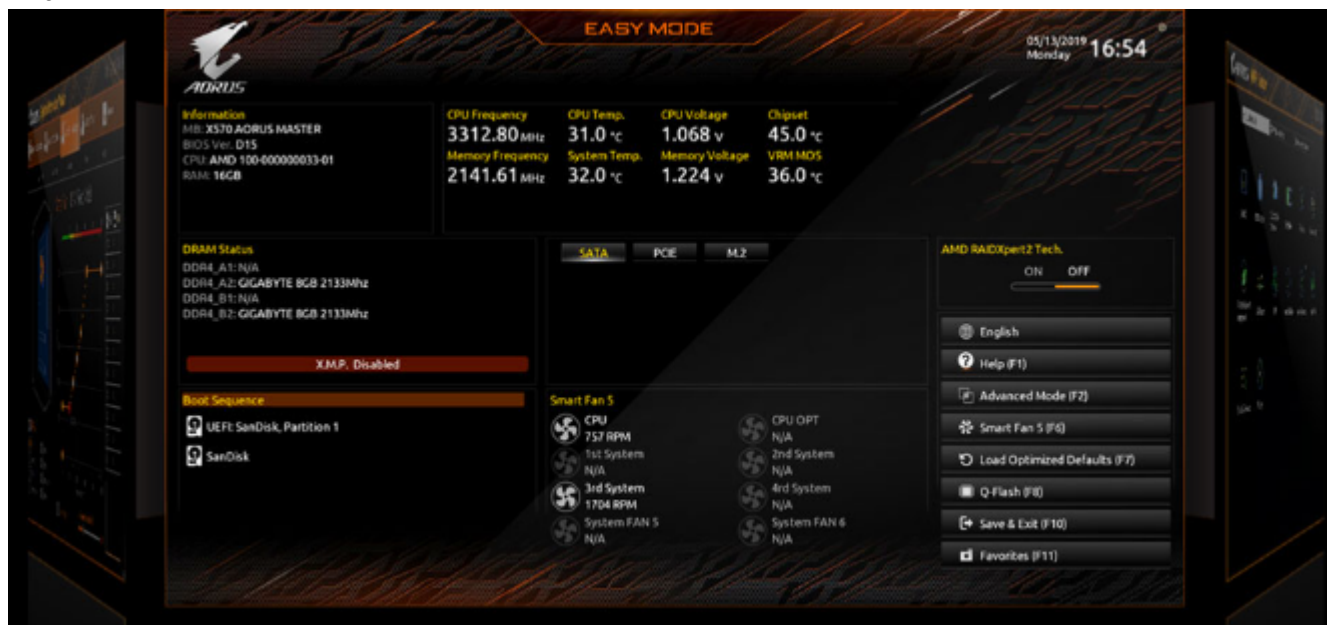 EASY MODE
05/13/2019
Monday
16:54
AORUS
Information
MB: X570 AORUS MASTER
BIOS Ver. D15
CPU: AMD 100-000000033-01
RAM: 16GB
CPU Frequency
3312.80 MHz
CPU Temp.
31.0 °C
CPU Voltage
1.068 V
Chipset
45.0 °C
Memory Frequency
2141.61 MHz
System Temp.
32.0 °C
Memory Voltage
1.224 V
VRM MOS
36.0 °C
DRAM Status
DDR4_A1: N/A
DDR4_A2: GIGABYTE 8GB 2133Mhz
DDR4_B1: N/A
DDR4_B2: GIGABYTE 8GB 2133Mhz
X.M.P. Disabled
SATA PCIE M.2
AMD RAIDXpert2 Tech.
ON OFF
Boot Sequence
UEFI: SanDisk, Partition 1
SanDisk
Smart Fan 5
CPU
757 RPM
CPU OPT
N/A
1st System
N/A
2nd System
N/A
3rd System
1704 RPM
4rd System
N/A
System FAN 5
N/A
System FAN 6
N/A
English
Help (F1)
Advanced Mode (F2)
Smart Fan 5 (F6)
Load Optimized Defaults (F7)
Q-Flash (F8)
Save & Exit (F10)
Favorites (F11)